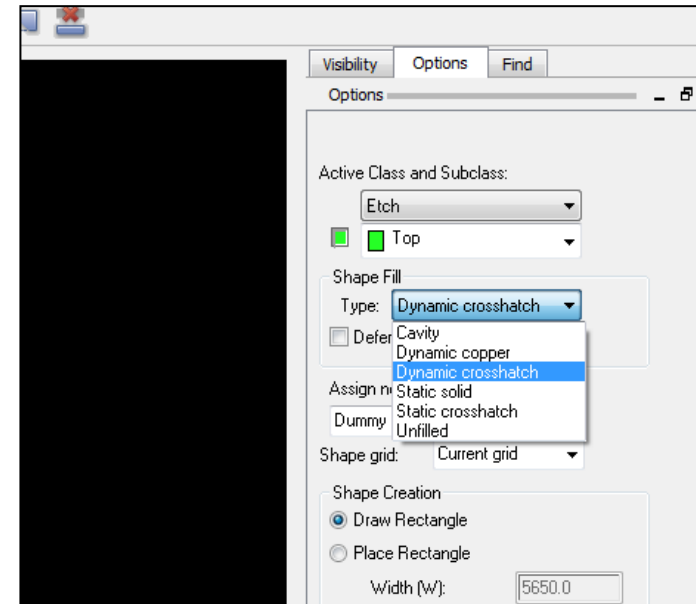 Visibility Options Find
Options
Active Class and Subclass:
Etch
Top
Shape Fill
Type: Dynamic crosshatch
Cavity
Defer
Dynamic copper
Dynamic crosshatch
Assign
Static solid
Static crosshatch
Dummy
Unfilled
Shape grid: Current grid
Shape Creation
Draw Rectangle
Place Rectangle
Width (W): 5650.0